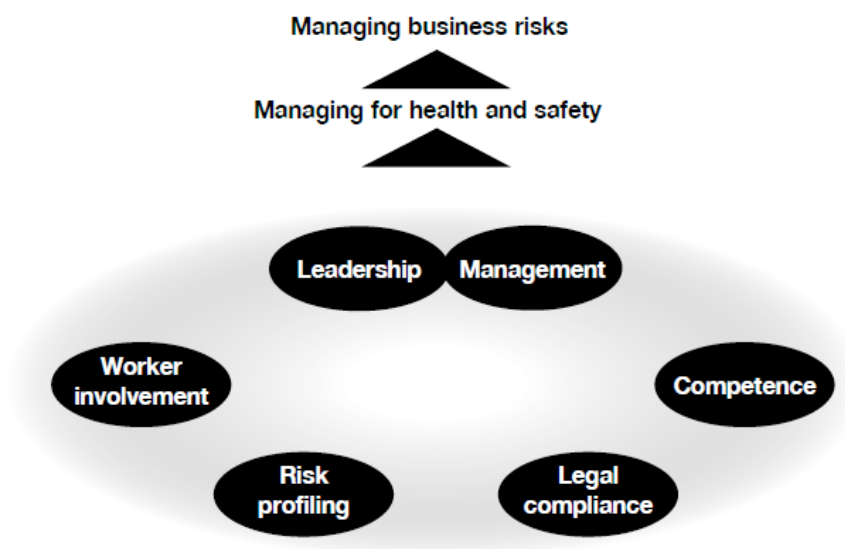 Managing business risks
Managing for health and safety
Leadership
Management
Worker
involvement
Competence
Risk
profiling
Legal
compliance